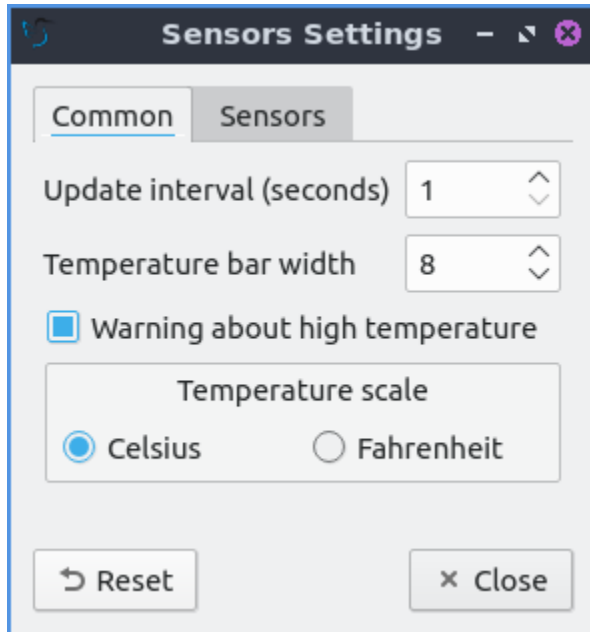 Sensors Settings
Common Sensors
Update interval (seconds) 1
Temperature bar width 8
Warning about high temperature
Temperature scale
Celsius Fahrenheit
Reset Close